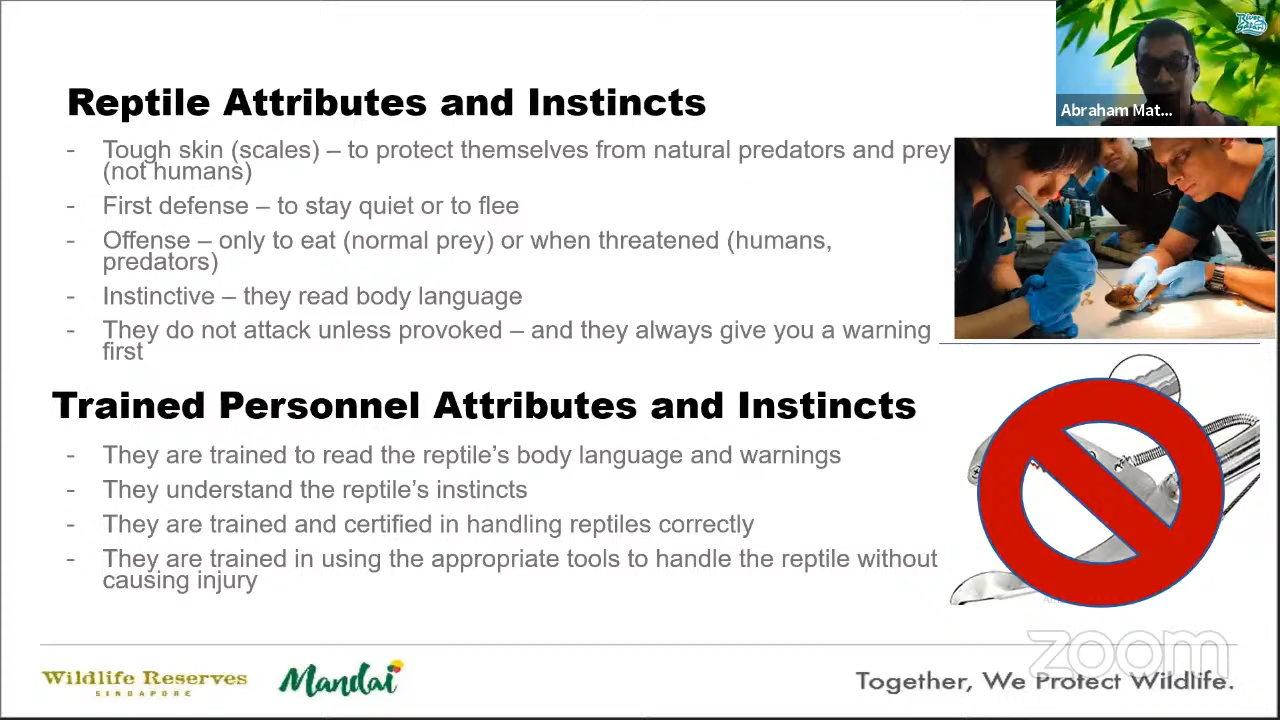 River
Safari
Abraham Mat...
Reptile Attributes and Instincts
- Tough skin (scales) – to protect themselves from natural predators and prey
(not humans)
- First defense – to stay quiet or to flee
- Offense – only to eat (normal prey) or when threatened (humans,
predators)
- Instinctive – they read body language
- They do not attack unless provoked – and they always give you a warning
first
Trained Personnel Attributes and Instincts
- They are trained to read the reptile’s body language and warnings
- They understand the reptile’s instincts
- They are trained and certified in handling reptiles correctly
- They are trained in using the appropriate tools to handle the reptile without
causing injury
zoom
Wildlife Reserves
SINGAPORE
Mandai
Together, We Protect Wildlife.